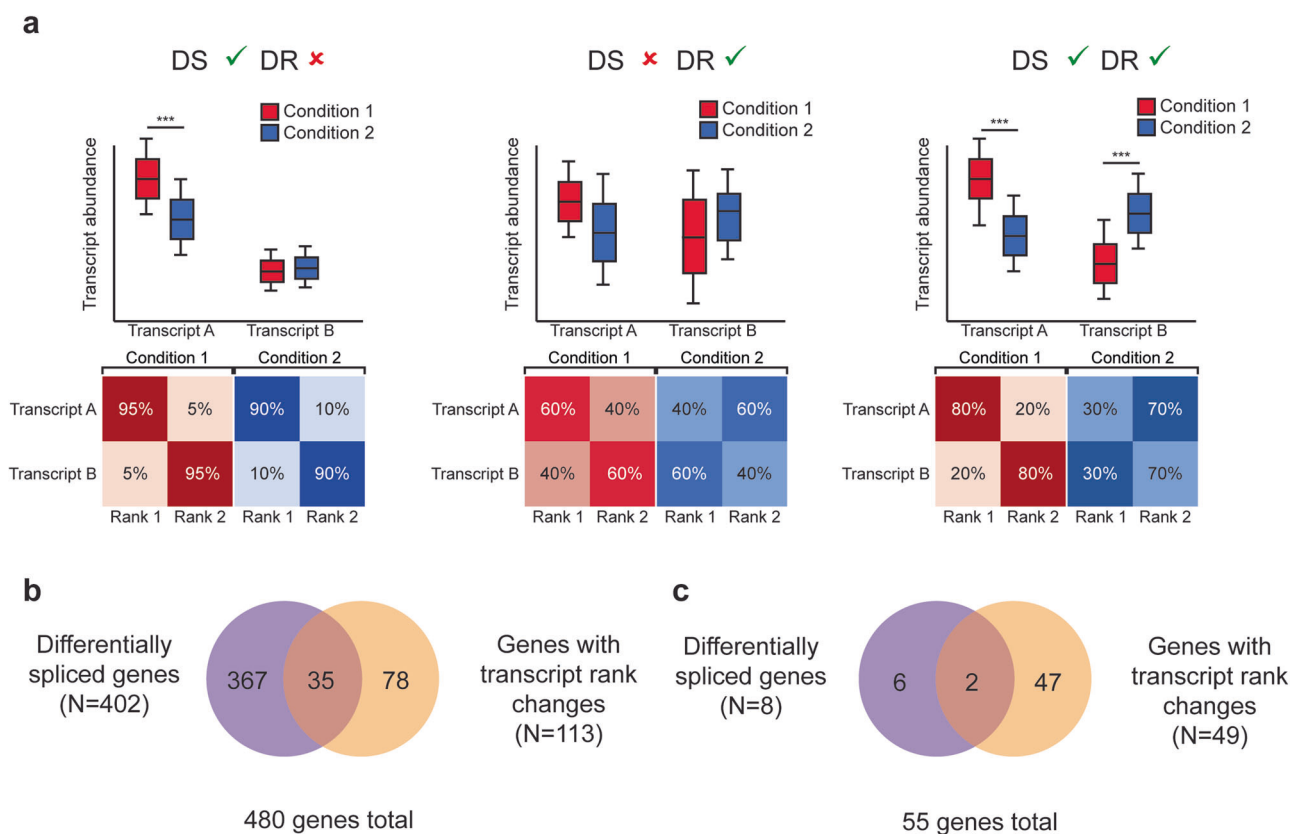 a
DS ✓ DR ✘
DS ✘ DR ✓
DS ✓ DR ✓
Transcript abundance
Condition 1
Condition 2
***
Transcript A
Transcript B
Transcript abundance
Condition 1
Condition 2
Transcript A
Transcript B
Transcript abundance
Condition 1
Condition 2
***
***
Transcript A
Transcript B
Condition 1 Condition 2
Transcript A 95% 5% 90% 10%
Transcript B 5% 95% 10% 90%
Rank 1 Rank 2 Rank 1 Rank 2
Condition 1 Condition 2
Transcript A 60% 40% 40% 60%
Transcript B 40% 60% 60% 40%
Rank 1 Rank 2 Rank 1 Rank 2
Condition 1 Condition 2
Transcript A 80% 20% 30% 70%
Transcript B 20% 80% 30% 70%
Rank 1 Rank 2 Rank 1 Rank 2
b
Differentially
spliced genes
(N=402)
367 35 78
Genes with
transcript rank
changes
(N=113)
480 genes total
c
Differentially
spliced genes
(N=8)
6 2 47
Genes with
transcript rank
changes
(N=49)
55 genes total